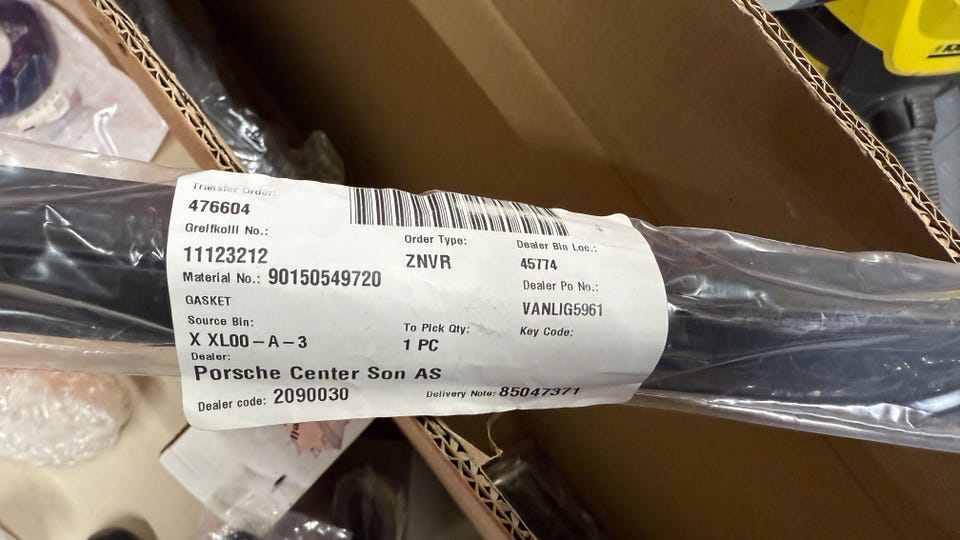 Transfer Order:
476604
Greifkolli No.:
11123212
Order Type:
ZNVR
Dealer Bin Loc.:
45774
Material No.: 90150549720
Dealer Po No.:
VANLIG5961
GASKET
Source Bin:
X XL00-A-3
To Pick Qty:
1 PC
Key Code:
Dealer:
Porsche Center Son AS
Dealer code: 2090030
Delivery Note: 85047371